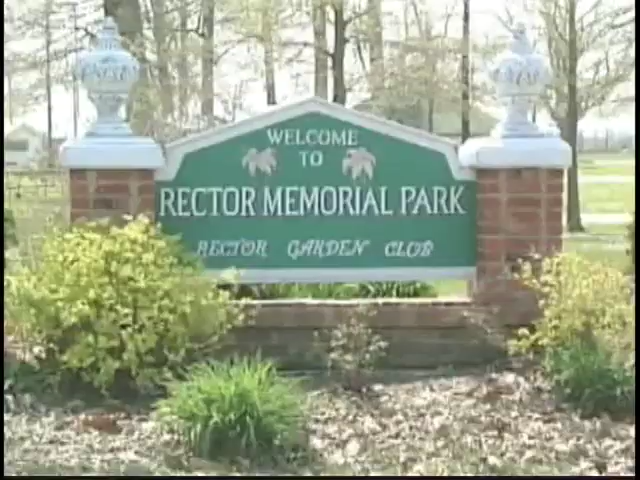 WELCOME
TO
RECTOR MEMORIAL PARK
RECTOR GARDEN CLUB